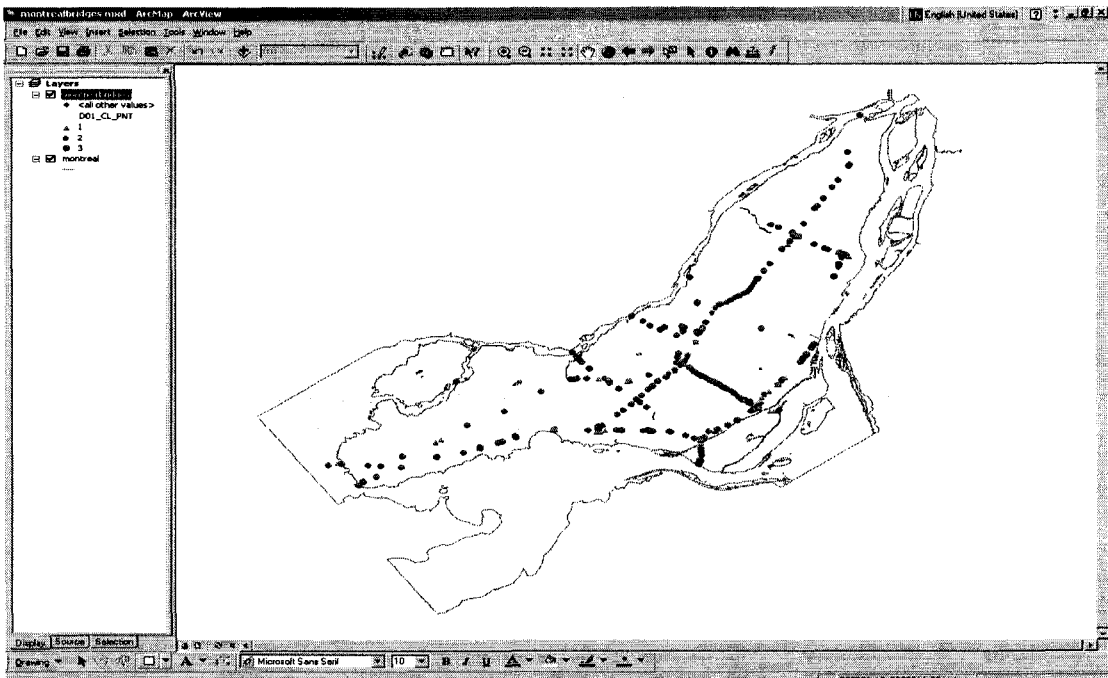 montrealbridges.mxd - ArcMap - ArcView
English (United States)
File Edit View Insert Selection Tools Window Help
Layers
<all other values>
D01_CL_PNT
1
2
3
montreal
Display Source Selection
Drawing
A
Microsoft Sans Serif
10
B I U
A